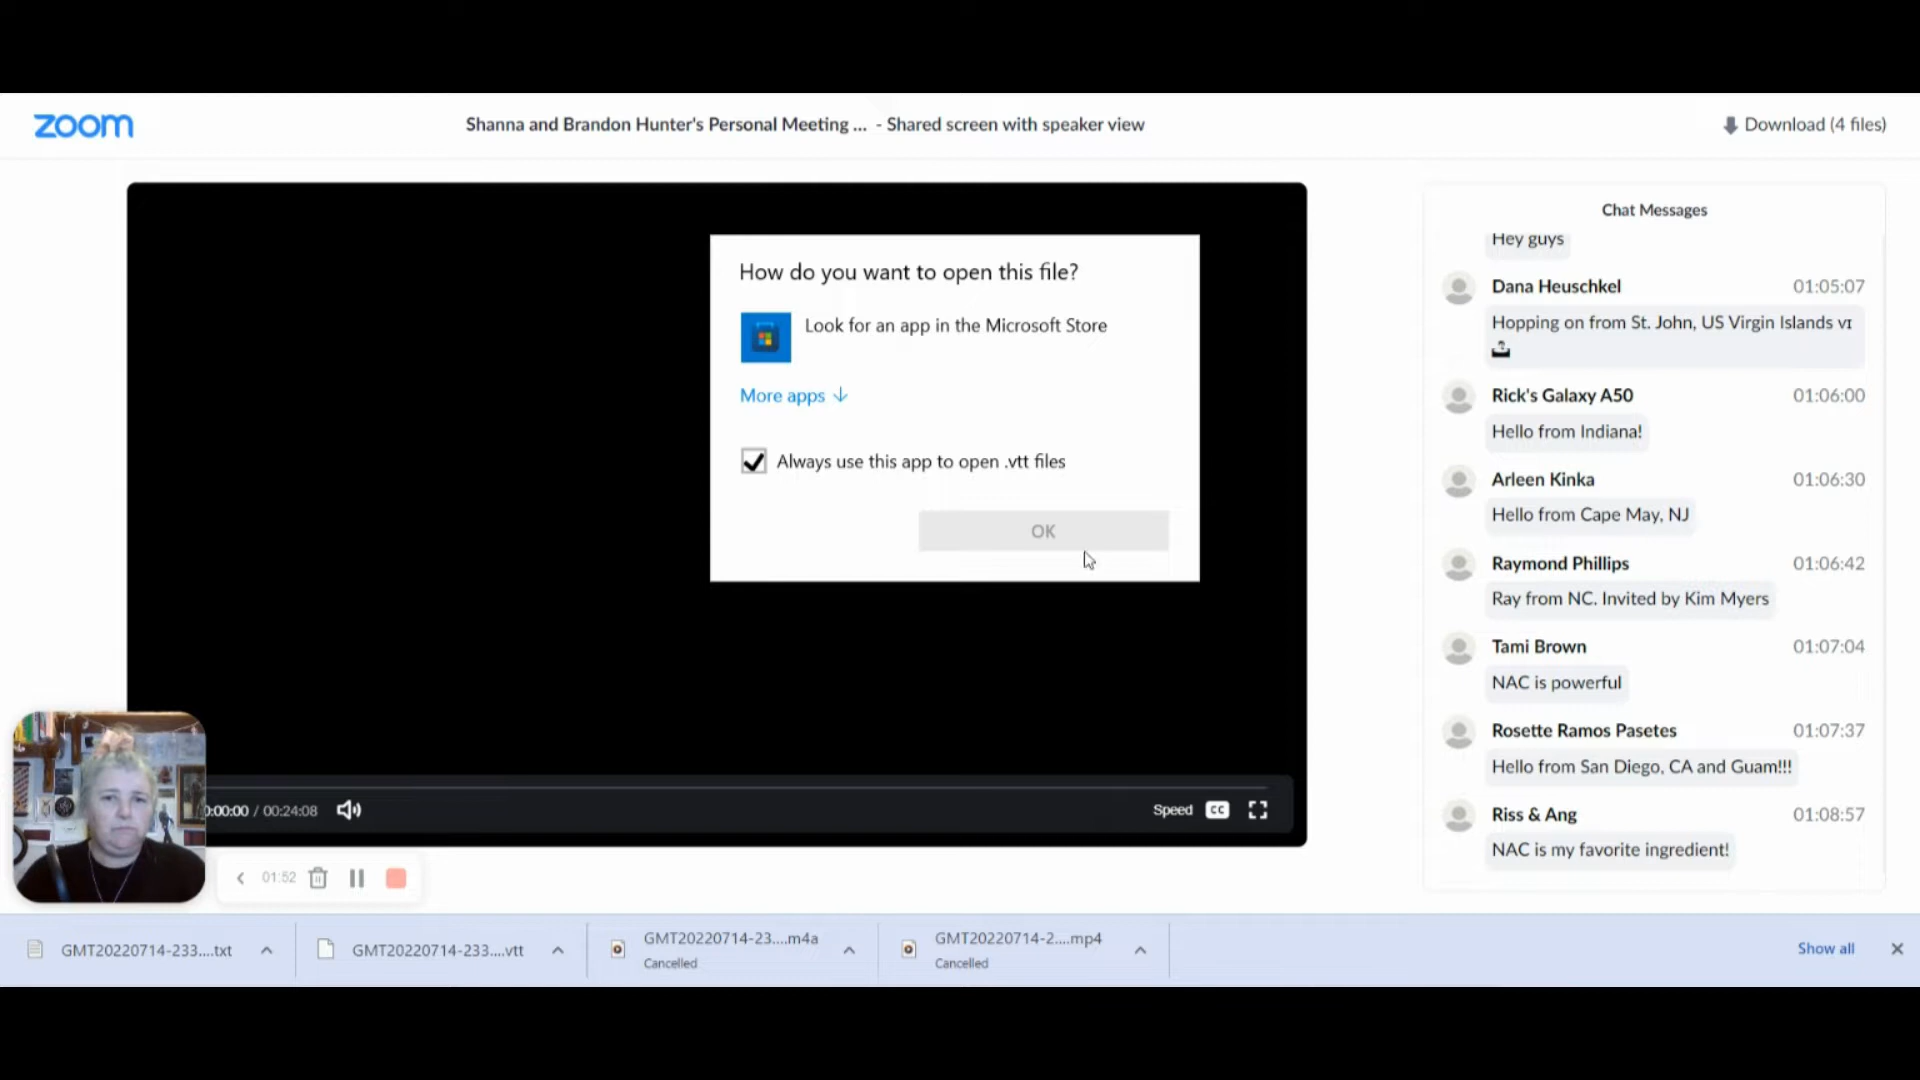 zoom
Shanna and Brandon Hunter's Personal Meeting ... - Shared screen with speaker view
Download (4 files)
How do you want to open this file?
Look for an app in the Microsoft Store
More apps
Always use this app to open .vtt files
OK
0:00:00 / 00:24:08
Speed
CC
01:52
Chat Messages
Hey guys
Dana Heuschkel 01:05:07
Hopping on from St. John, US Virgin Islands VI
Rick's Galaxy A50 01:06:00
Hello from Indiana!
Arleen Kinka 01:06:30
Hello from Cape May, NJ
Raymond Phillips 01:06:42
Ray from NC. Invited by Kim Myers
Tami Brown 01:07:04
NAC is powerful
Rosette Ramos Pasetes 01:07:37
Hello from San Diego, CA and Guam!!!
Riss & Ang 01:08:57
NAC is my favorite ingredient!
GMT20220714-233....txt
GMT20220714-233....vtt
GMT20220714-23....m4a
Cancelled
GMT20220714-2....mp4
Cancelled
Show all